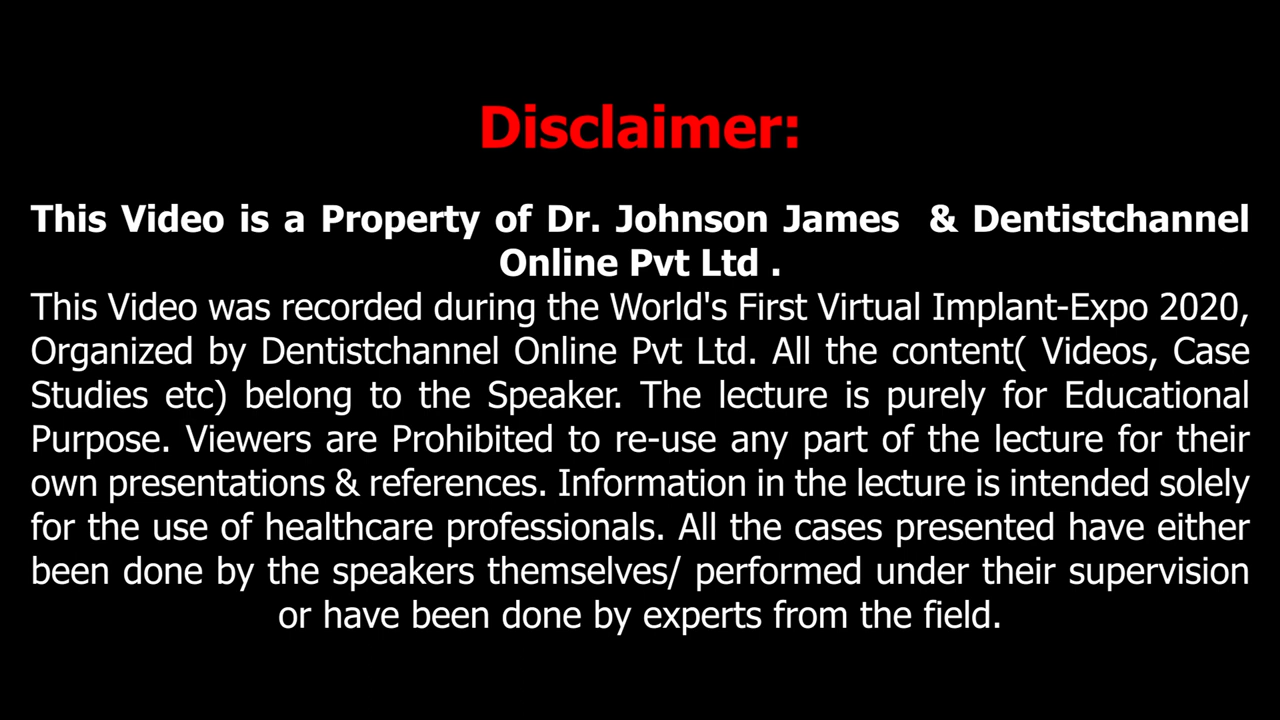 Disclaimer:
This Video is a Property of Dr. Johnson James & Dentistchannel
Online Pvt Ltd .
This Video was recorded during the World's First Virtual Implant-Expo 2020,
Organized by Dentistchannel Online Pvt Ltd. All the content( Videos, Case
Studies etc) belong to the Speaker. The lecture is purely for Educational
Purpose. Viewers are Prohibited to re-use any part of the lecture for their
own presentations & references. Information in the lecture is intended solely
for the use of healthcare professionals. All the cases presented have either
been done by the speakers themselves/ performed under their supervision
or have been done by experts from the field.